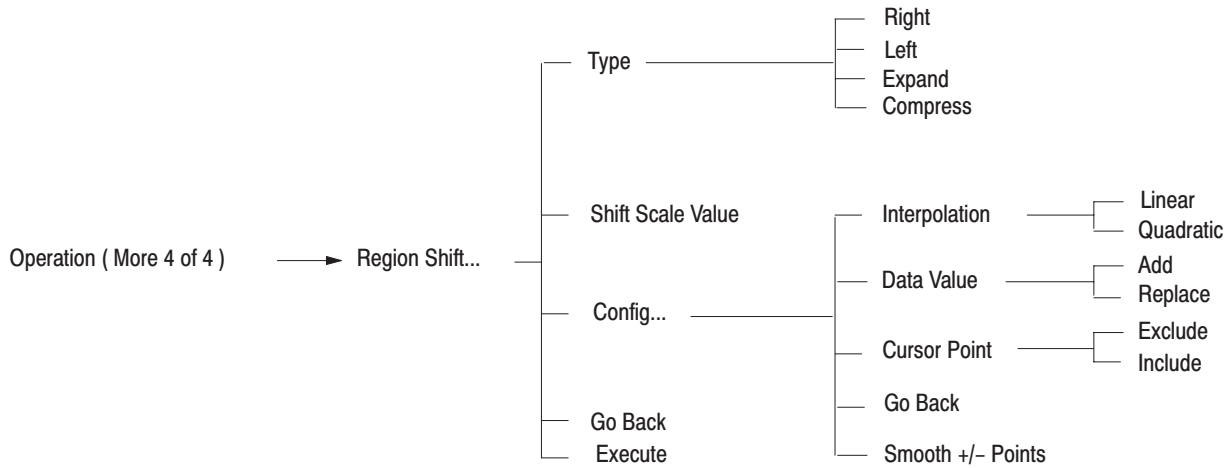 Operation ( More 4 of 4 )
Region Shift...
Type
Right
Left
Expand
Compress
Shift Scale Value
Config...
Interpolation
Linear
Quadratic
Data Value
Add
Replace
Cursor Point
Exclude
Include
Go Back
Smooth +/– Points
Go Back
Execute